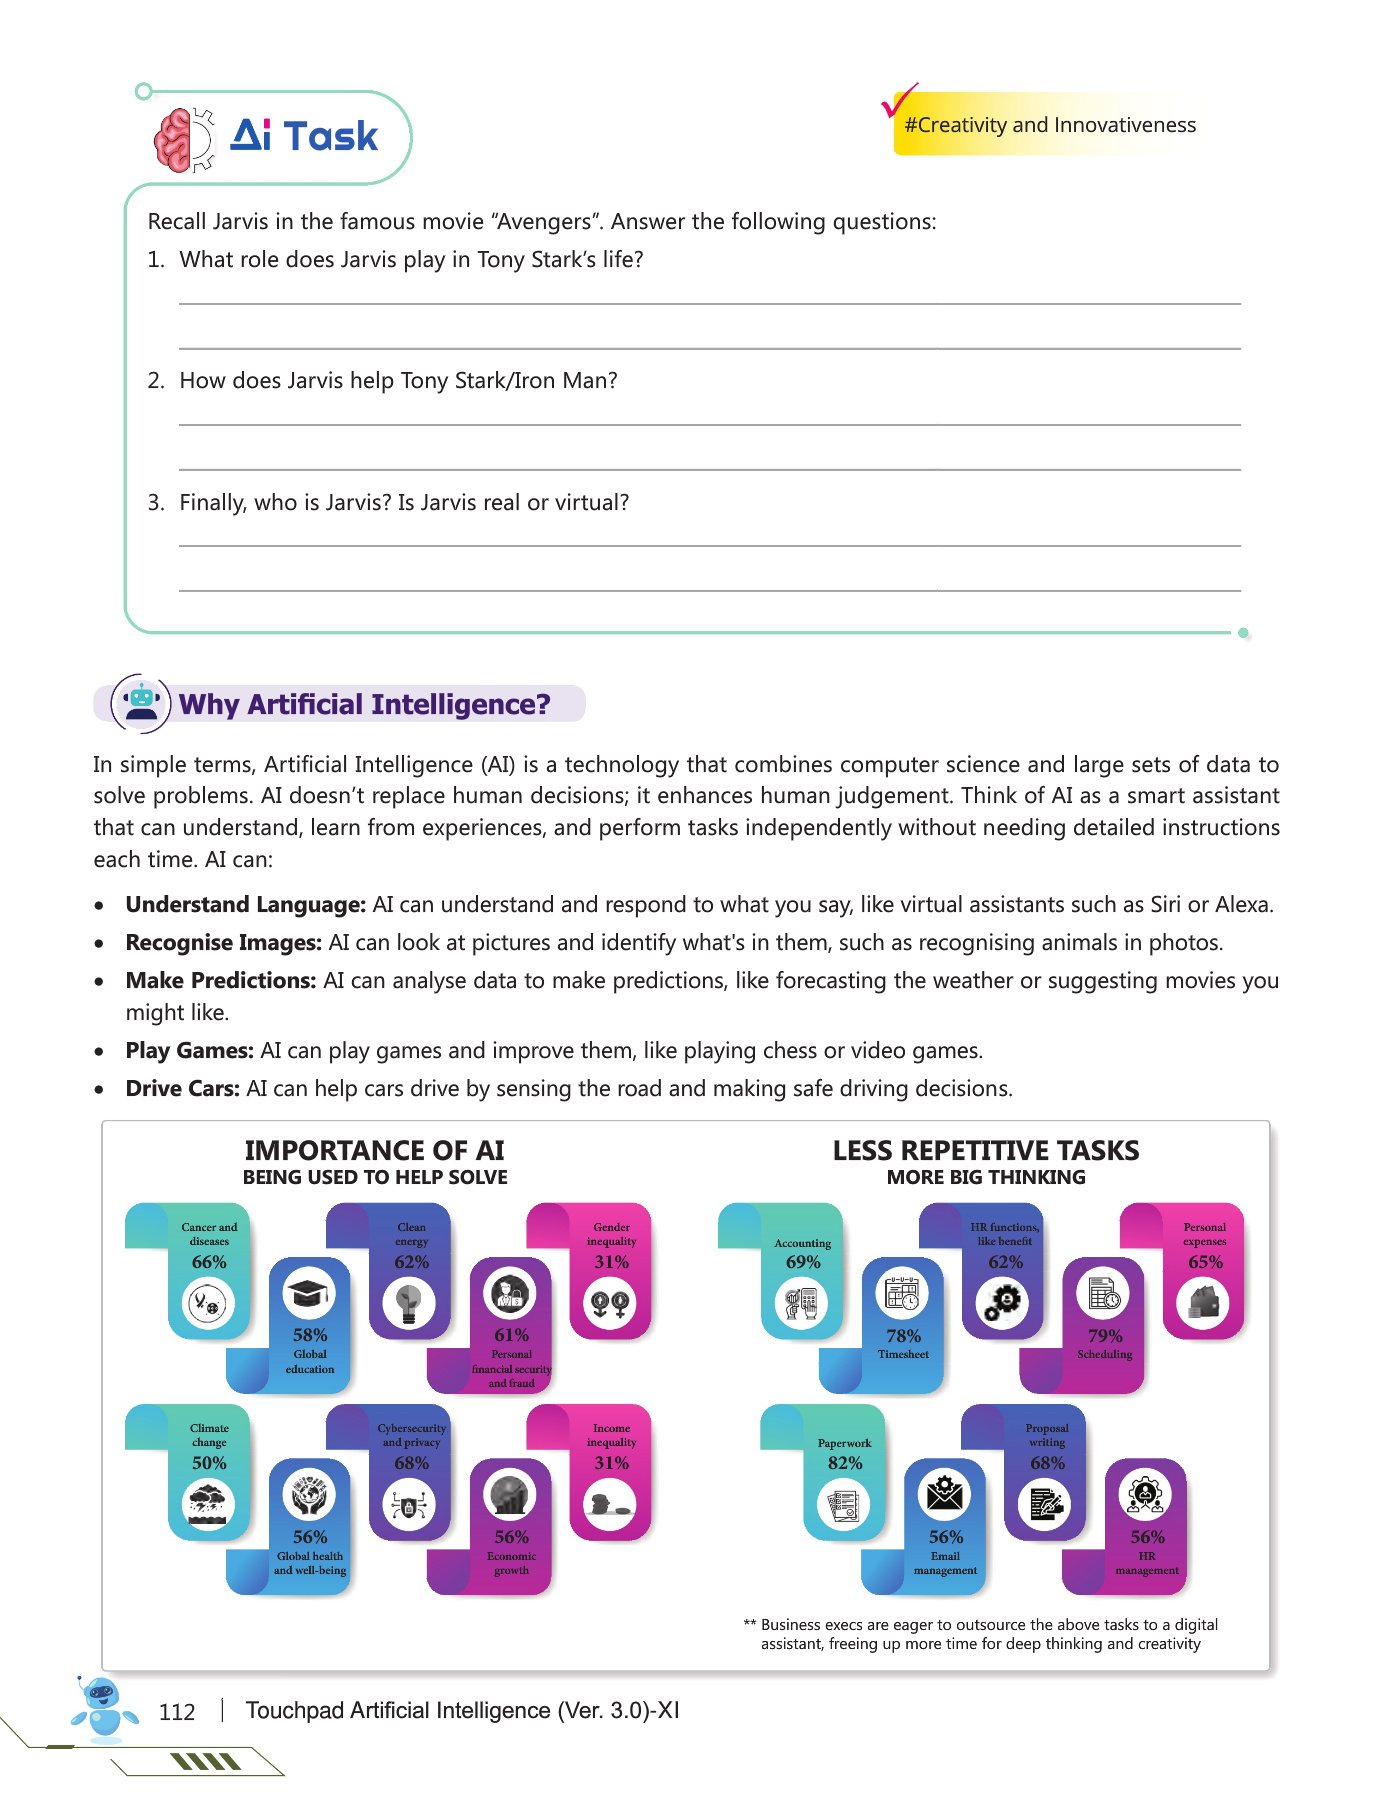 Ai Task
#Creativity and Innovativeness
Recall Jarvis in the famous movie “Avengers“. Answer the following questions:
1. What role does Jarvis play in Tony Stark’s life?
2. How does Jarvis help Tony Stark/Iron Man?
3. Finally, who is Jarvis? Is Jarvis real or virtual?
Why Artificial Intelligence?
In simple terms, Artificial Intelligence (AI) is a technology that combines computer science and large sets of data to
solve problems. AI doesn’t replace human decisions; it enhances human judgement. Think of AI as a smart assistant
that can understand, learn from experiences, and perform tasks independently without needing detailed instructions
each time. AI can:
• Understand Language: AI can understand and respond to what you say, like virtual assistants such as Siri or Alexa.
• Recognise Images: AI can look at pictures and identify what's in them, such as recognising animals in photos.
• Make Predictions: AI can analyse data to make predictions, like forecasting the weather or suggesting movies you
might like.
• Play Games: AI can play games and improve them, like playing chess or video games.
• Drive Cars: AI can help cars drive by sensing the road and making safe driving decisions.
IMPORTANCE OF AI
BEING USED TO HELP SOLVE
Cancer and
diseases
66%
58%
Global
education
Clean
energy
62%
61%
Personal
financial security
and fraud
Gender
inequality
31%
Climate
change
50%
56%
Global health
and well-being
Cybersecurity
and privacy
68%
56%
Economic
growth
Income
inequality
31%
LESS REPETITIVE TASKS
MORE BIG THINKING
Accounting
69%
78%
Timesheet
HR functions,
like benefit
62%
79%
Scheduling
Personal
expenses
65%
Paperwork
82%
56%
Email
management
Proposal
writing
68%
56%
HR
management
** Business execs are eager to outsource the above tasks to a digital
assistant, freeing up more time for deep thinking and creativity
112 | Touchpad Artificial Intelligence (Ver. 3.0)-XI